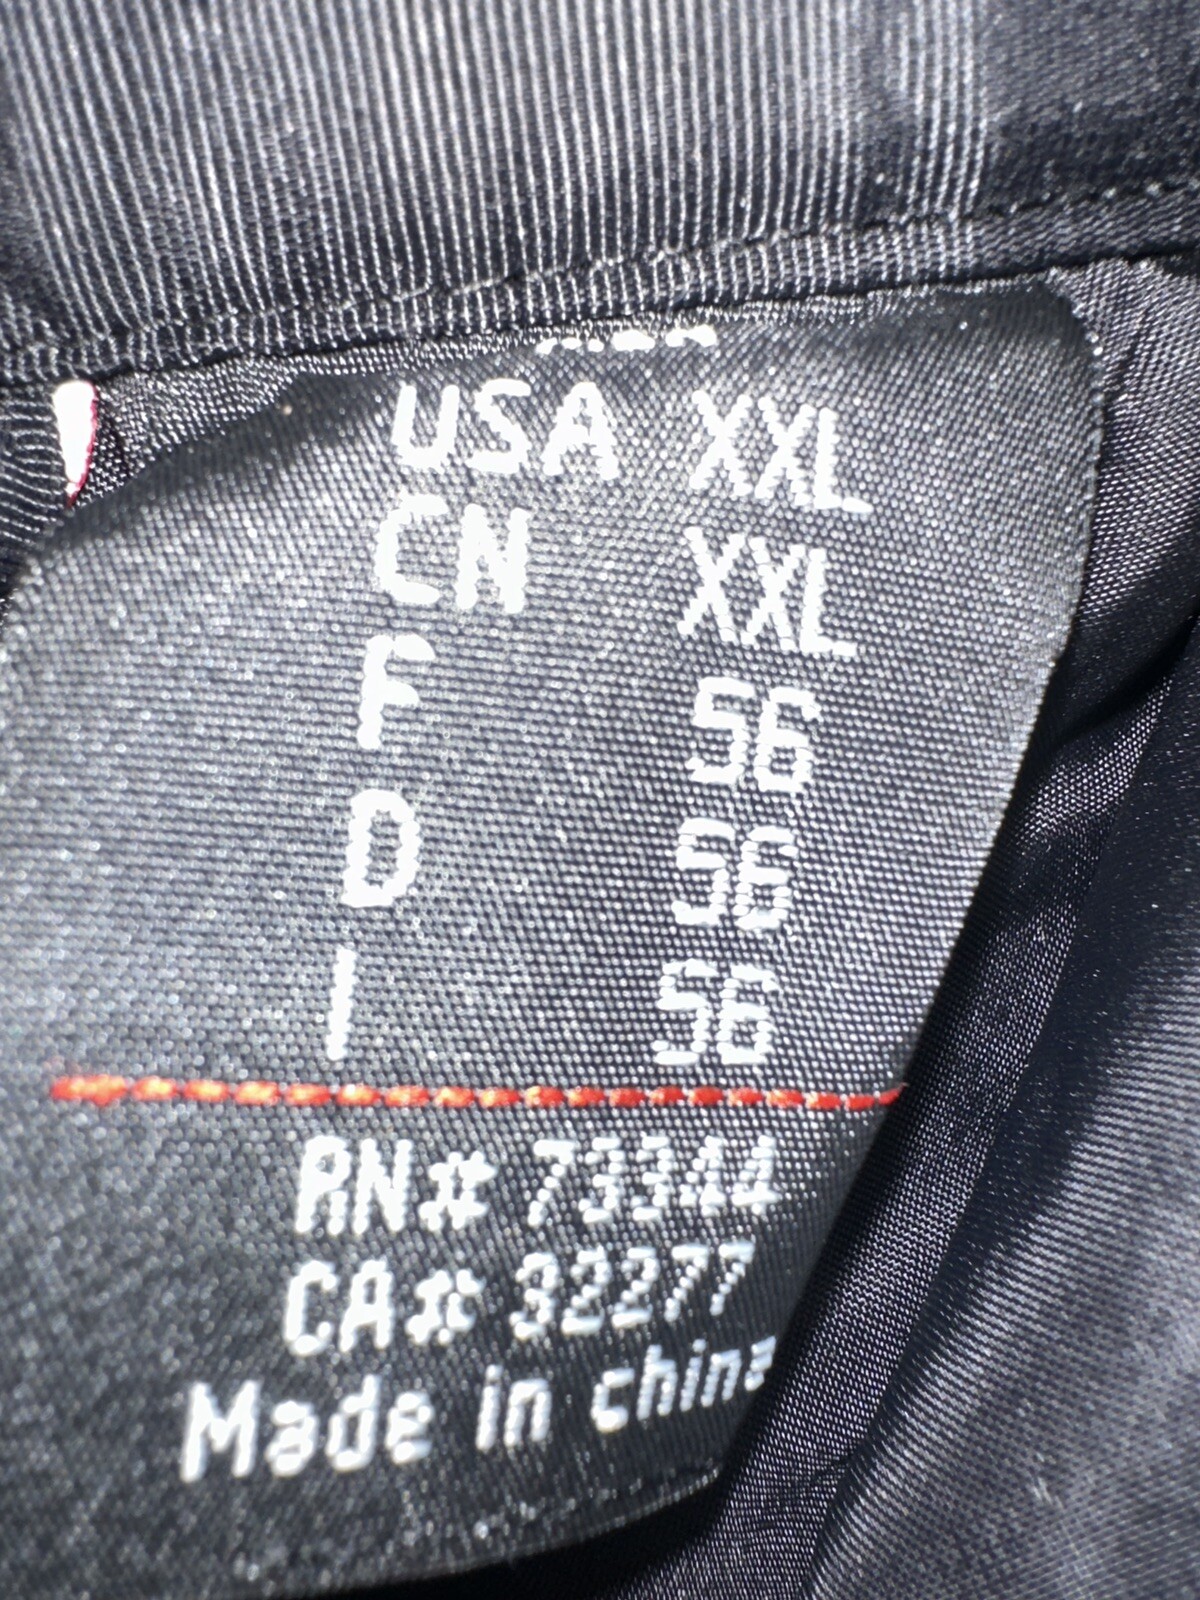 USA XXL
CN XXL
F 56
D 56
I 56
RN# 73344
CA# 32277
Made in china